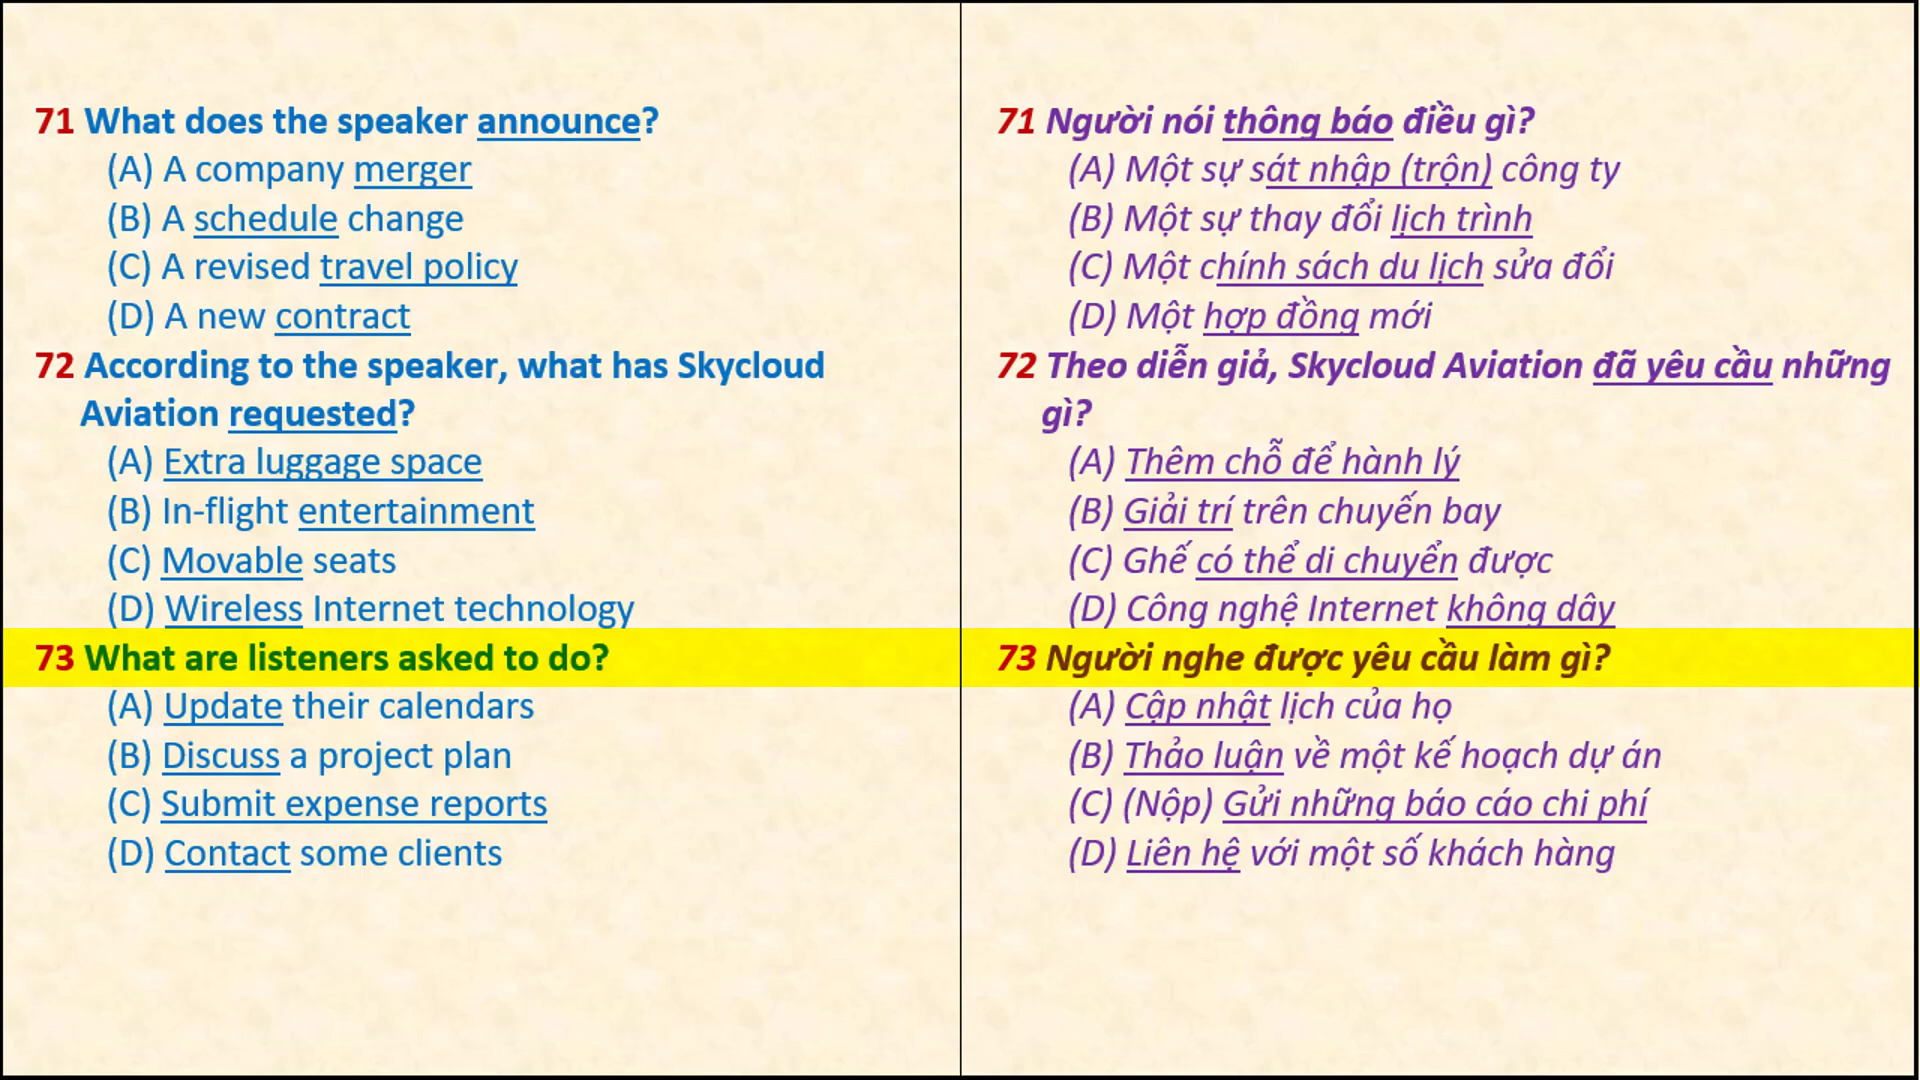 71 What does the speaker announce?
(A) A company merger
(B) A schedule change
(C) A revised travel policy
(D) A new contract
72 According to the speaker, what has Skycloud
Aviation requested?
(A) Extra luggage space
(B) In-flight entertainment
(C) Movable seats
(D) Wireless Internet technology
73 What are listeners asked to do?
(A) Update their calendars
(B) Discuss a project plan
(C) Submit expense reports
(D) Contact some clients
71 Người nói thông báo điều gì?
(A) Một sự sát nhập (trộn) công ty
(B) Một sự thay đổi lịch trình
(C) Một chính sách du lịch sửa đổi
(D) Một hợp đồng mới
72 Theo diễn giả, Skycloud Aviation đã yêu cầu những
gì?
(A) Thêm chỗ để hành lý
(B) Giải trí trên chuyến bay
(C) Ghế có thể di chuyển được
(D) Công nghệ Internet không dây
73 Người nghe được yêu cầu làm gì?
(A) Cập nhật lịch của họ
(B) Thảo luận về một kế hoạch dự án
(C) (Nộp) Gửi những báo cáo chi phí
(D) Liên hệ với một số khách hàng